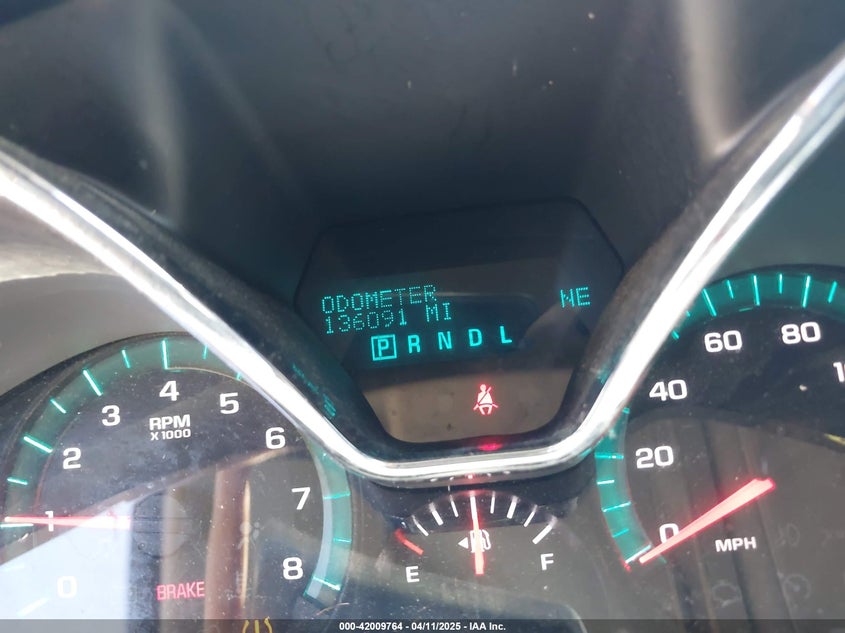 ODOMETER NE
136091 MI
P R N D L
0 1 2 3 4 5 6 7 8
RPM
X1000
BRAKE
E F
0 20 40 60 80
MPH
000-42009764 - 04/11/2025 - IAA Inc.